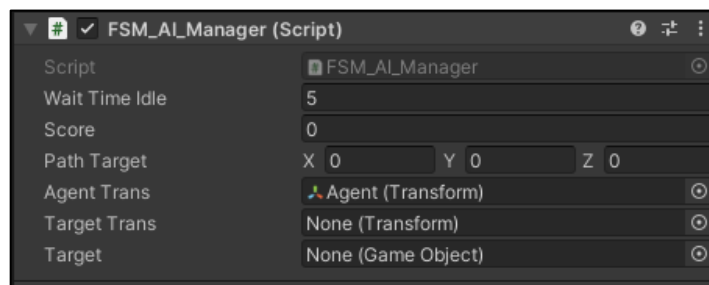 FSM_AI_Manager (Script)
Script FSM_AI_Manager
Wait Time Idle 5
Score 0
Path Target X 0 Y 0 Z 0
Agent Trans Agent (Transform)
Target Trans None (Transform)
Target None (Game Object)